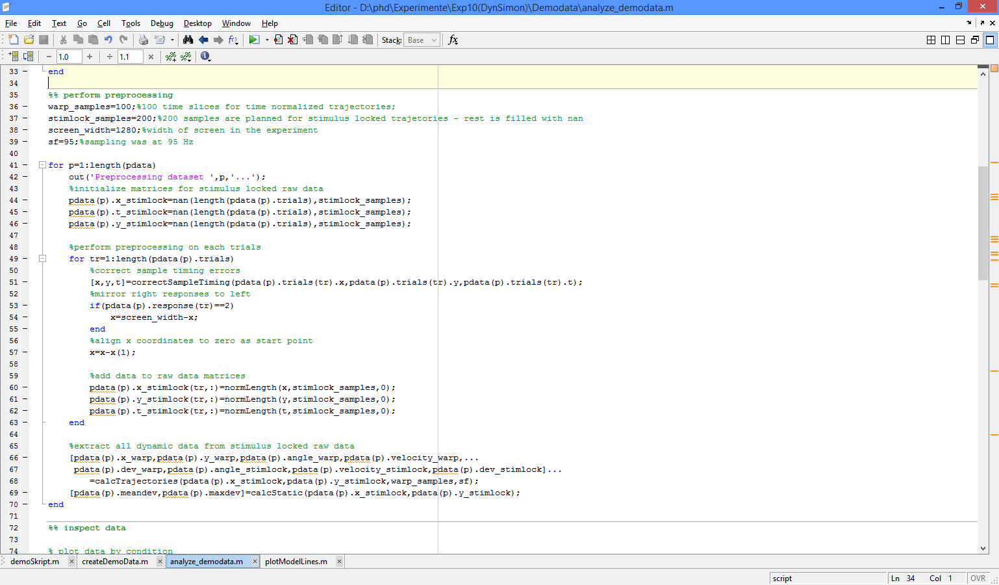 Editor - D:\phd\Experimente\Exp10(DynSimon)\Demodata\analyze_demodata.m
File Edit Text Go Cell Tools Debug Desktop Window Help
Stack: Base fx
− 1.0 + ÷ 1.1 ×
33 − end
34
35 %% perform preprocessing
36 − warp_samples=100;%100 time slices for time normalized trajectories;
37 − stimlock_samples=200;%200 samples are planned for stimulus locked trajetories - rest is filled with nan
38 − screen_width=1280;%width of screen in the experiment
39 − sf=95;%sampling was at 95 Hz
40
41 − for p=1:length(pdata)
42 − out('Preprocessing dataset ',p,'...');
43 %initialize matrices for stimulus locked raw data
44 − pdata(p).x_stimlock=nan(length(pdata(p).trials),stimlock_samples);
45 − pdata(p).t_stimlock=nan(length(pdata(p).trials),stimlock_samples);
46 − pdata(p).y_stimlock=nan(length(pdata(p).trials),stimlock_samples);
47
48 %perform preprocessing on each trials
49 − for tr=1:length(pdata(p).trials)
50 %correct sample timing errors
51 − [x,y,t]=correctSampleTiming(pdata(p).trials(tr).x,pdata(p).trials(tr).y,pdata(p).trials(tr).t);
52 %mirror right responses to left
53 − if(pdata(p).response(tr)==2)
54 − x=screen_width-x;
55 − end
56 %align x coordinates to zero as start point
57 − x=x-x(1);
58
59 %add data to raw data matrices
60 − pdata(p).x_stimlock(tr,:)=normLength(x,stimlock_samples,0);
61 − pdata(p).y_stimlock(tr,:)=normLength(y,stimlock_samples,0);
62 − pdata(p).t_stimlock(tr,:)=normLength(t,stimlock_samples,0);
63 − end
64
65 %extract all dynamic data from stimulus locked raw data
66 − [pdata(p).x_warp,pdata(p).y_warp,pdata(p).angle_warp,pdata(p).velocity_warp,...
67 pdata(p).dev_warp,pdata(p).angle_stimlock,pdata(p).velocity_stimlock,pdata(p).dev_stimlock]...
68 =calcTrajectories(pdata(p).x_stimlock,pdata(p).y_stimlock,warp_samples,sf);
69 − [pdata(p).meandev,pdata(p).maxdev]=calcStatic(pdata(p).x_stimlock,pdata(p).y_stimlock);
70 − end
71
72 %% inspect data
73
74 % plot data by condition
demoSkript.m × createDemoData.m × analyze_demodata.m × plotModelLines.m ×
script Ln 34 Col 1 OVR